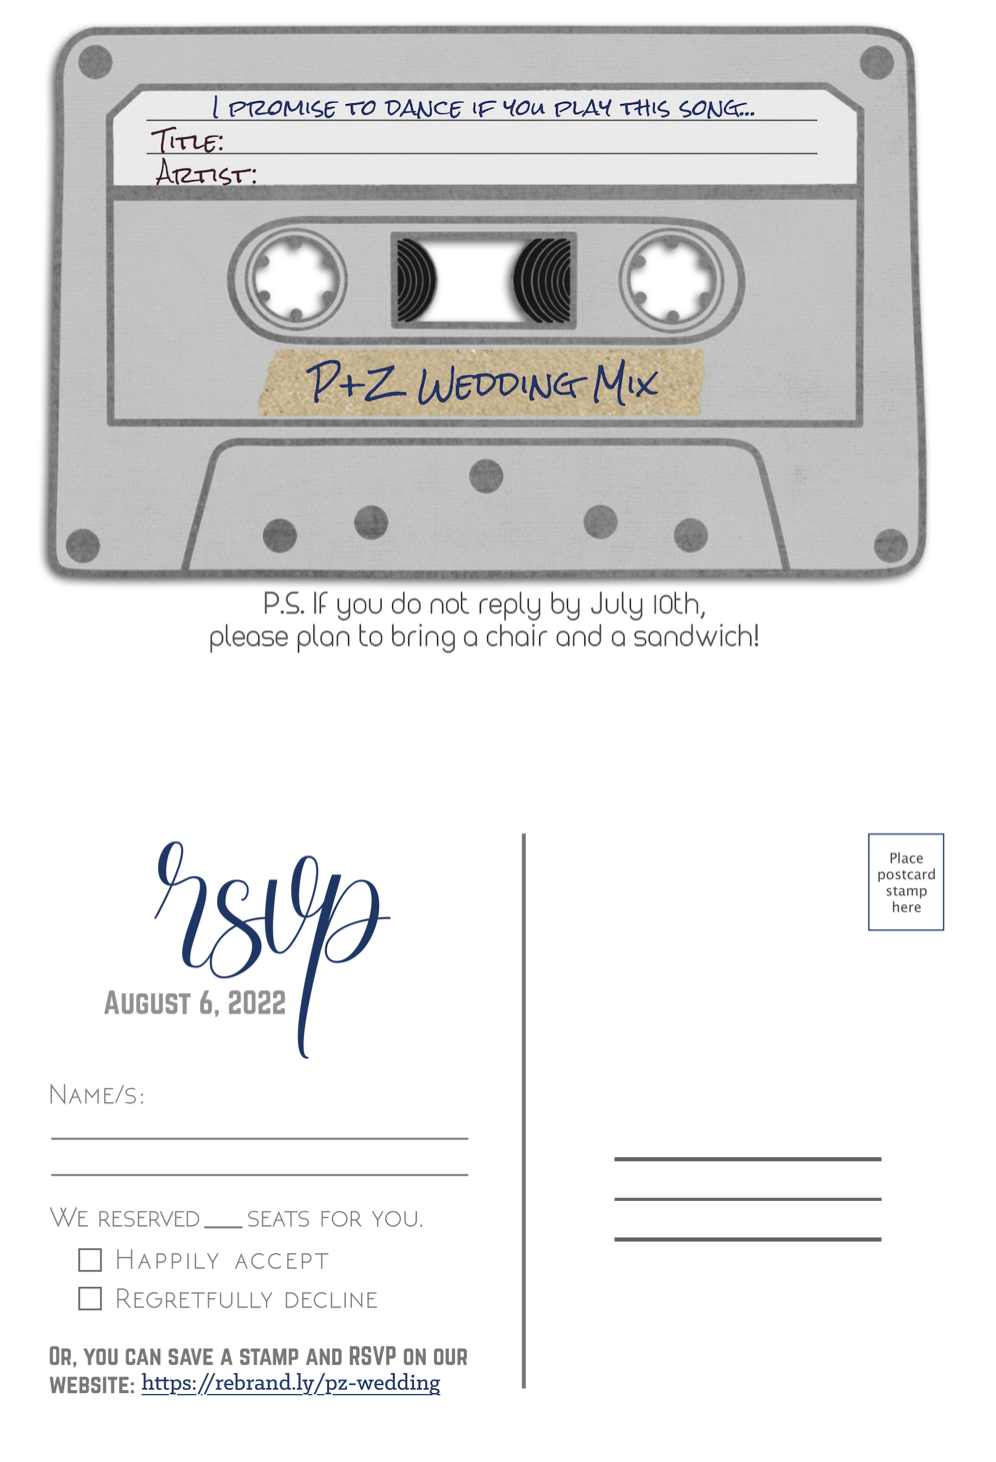 I promise to dance if you play this song...
Title:
Artist:
P+Z Wedding Mix
P.S. If you do not reply by July 10th,
please plan to bring a chair and a sandwich!
rsvp
August 6, 2022
Name/s:
We reserved ___ seats for you.
Happily accept
Regretfully decline
Or, you can save a stamp and RSVP on our
website: https://rebrand.ly/pz-wedding
Place
postcard
stamp
here